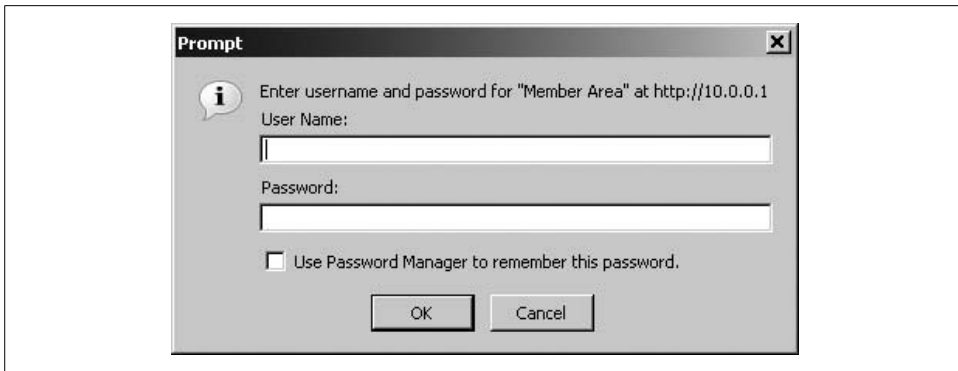 Prompt
Enter username and password for "Member Area" at http://10.0.0.1
User Name:
Password:
Use Password Manager to remember this password.
OK
Cancel